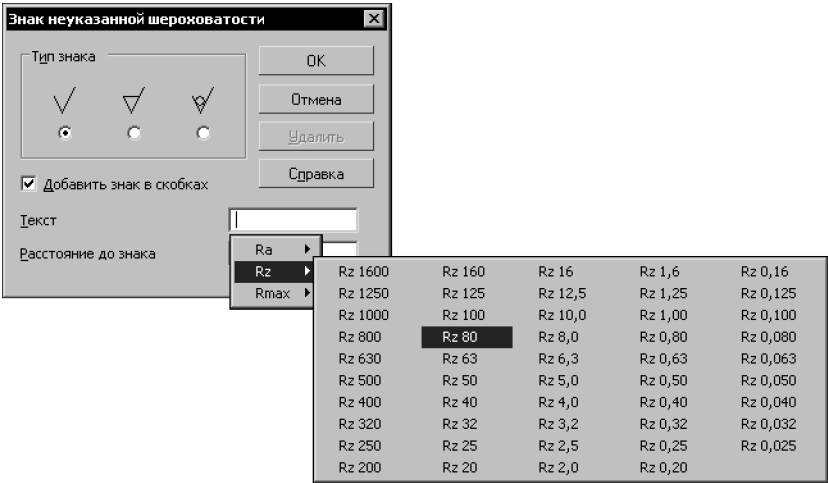 Знак неуказанной шероховатости
Тип знака
OK
Отмена
Удалить
Добавить знак в скобках
Справка
Текст
Расстояние до знака
Ra
Rz
Rmax
Rz 1600 Rz 160 Rz 16 Rz 1,6 Rz 0,16
Rz 1250 Rz 125 Rz 12,5 Rz 1,25 Rz 0,125
Rz 1000 Rz 100 Rz 10,0 Rz 1,00 Rz 0,100
Rz 800 Rz 80 Rz 8,0 Rz 0,80 Rz 0,080
Rz 630 Rz 63 Rz 6,3 Rz 0,63 Rz 0,063
Rz 500 Rz 50 Rz 5,0 Rz 0,50 Rz 0,050
Rz 400 Rz 40 Rz 4,0 Rz 0,40 Rz 0,040
Rz 320 Rz 32 Rz 3,2 Rz 0,32 Rz 0,032
Rz 250 Rz 25 Rz 2,5 Rz 0,25 Rz 0,025
Rz 200 Rz 20 Rz 2,0 Rz 0,20